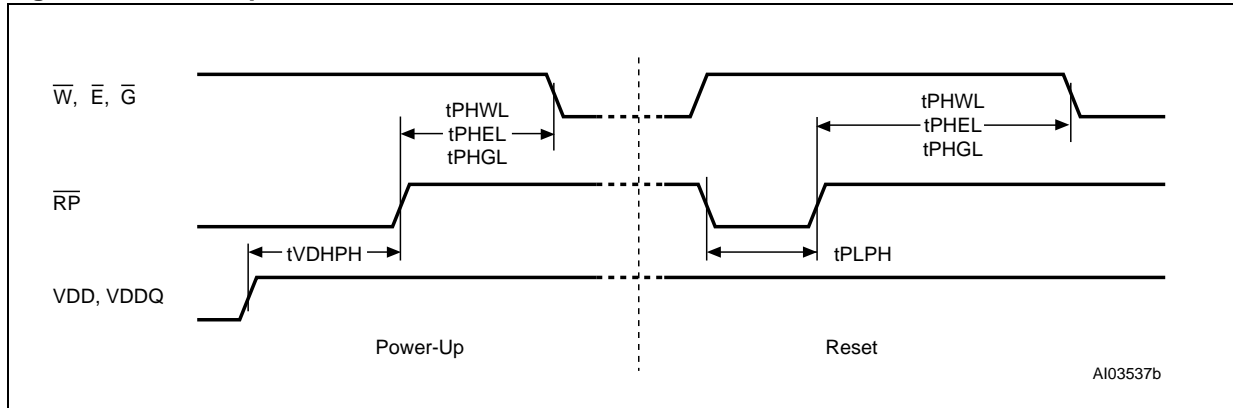 W, E, G
tPHWL
tPHEL
tPHGL
tPHWL
tPHEL
tPHGL
RP
tVDHPH
tPLPH
VDD, VDDQ
Power-Up
Reset
AI03537b